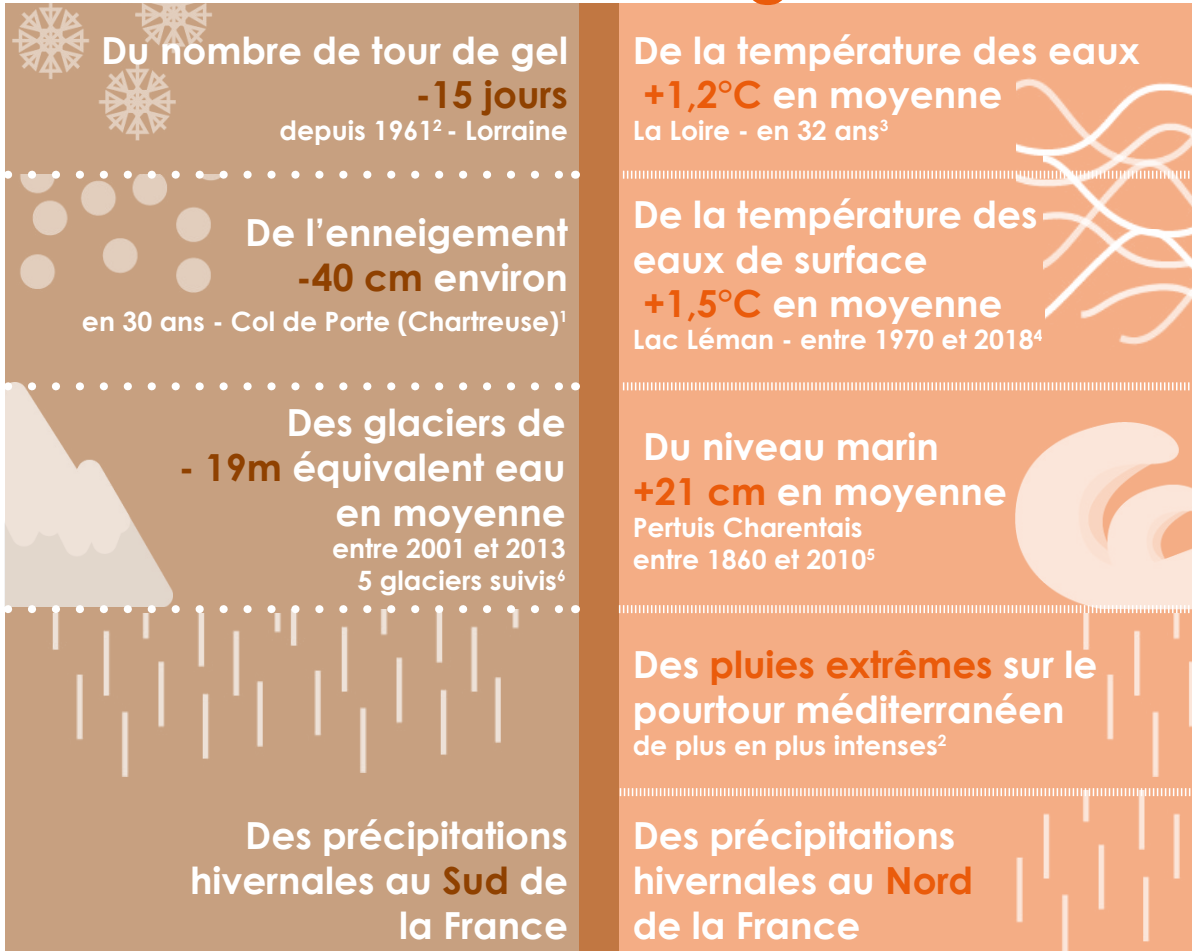 Du nombre de tour de gel
-15 jours
depuis 1961² - Lorraine
De l’enneigement
-40 cm environ
en 30 ans - Col de Porte (Chartreuse)¹
Des glaciers de
- 19m équivalent eau
en moyenne
entre 2001 et 2013
5 glaciers suivis⁶
Des précipitations
hivernales au Sud de
la France
De la température des eaux
+1,2°C en moyenne
La Loire - en 32 ans³
De la température des
eaux de surface
+1,5°C en moyenne
Lac Léman - entre 1970 et 2018⁴
Du niveau marin
+21 cm en moyenne
Pertuis Charentais
entre 1860 et 2010⁵
Des pluies extrêmes sur le
pourtour méditerranéen
de plus en plus intenses²
Des précipitations
hivernales au Nord
de la France